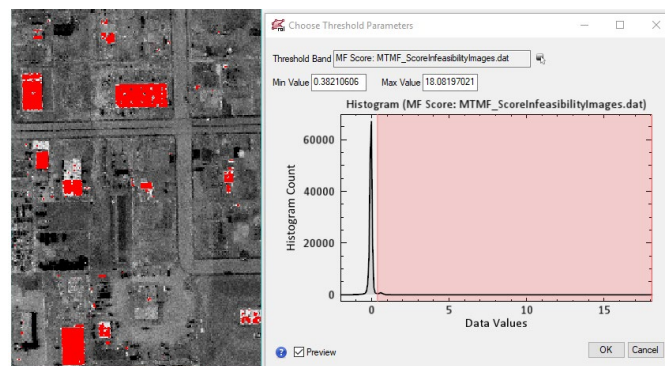 Choose Threshold Parameters
Threshold Band MF Score: MTMF_ScoreInfeasibilityImages.dat
Min Value 0.38210606 Max Value 18.08197021
Histogram (MF Score: MTMF_ScoreInfeasibilityImages.dat)
60000
40000
20000
0
Histogram Count
0 5 10 15
Data Values
? Preview OK Cancel